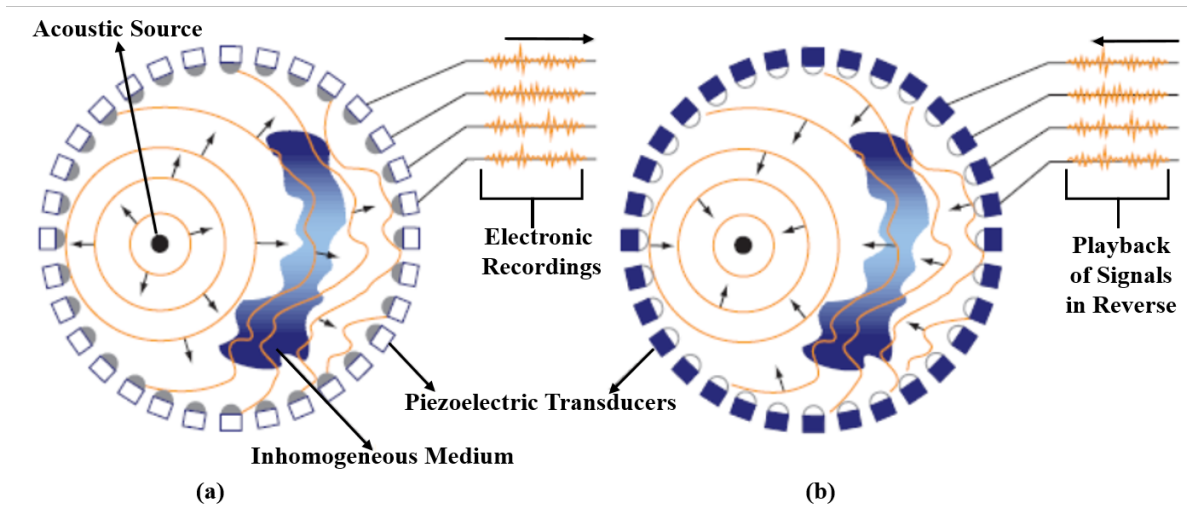 Acoustic Source
Electronic
Recordings
Playback
of Signals
in Reverse
Piezoelectric Transducers
Inhomogeneous Medium
(a)
(b)